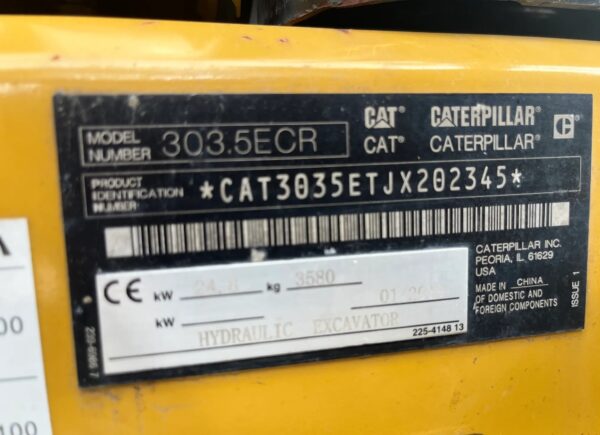 MODEL NUMBER 303.5ECR
CAT® CATERPILLAR®
CAT® CATERPILLAR®
C
PRODUCT IDENTIFICATION NUMBER *CAT3035ETJX202345*
CATERPILLAR INC.
PEORIA, IL 61629
USA
MADE IN CHINA
OF DOMESTIC AND
FOREIGN COMPONENTS
ISSUE 1
CE kW kg 3580
kW
HYDRAULIC EXCAVATOR
225-4148 13
A
00
100